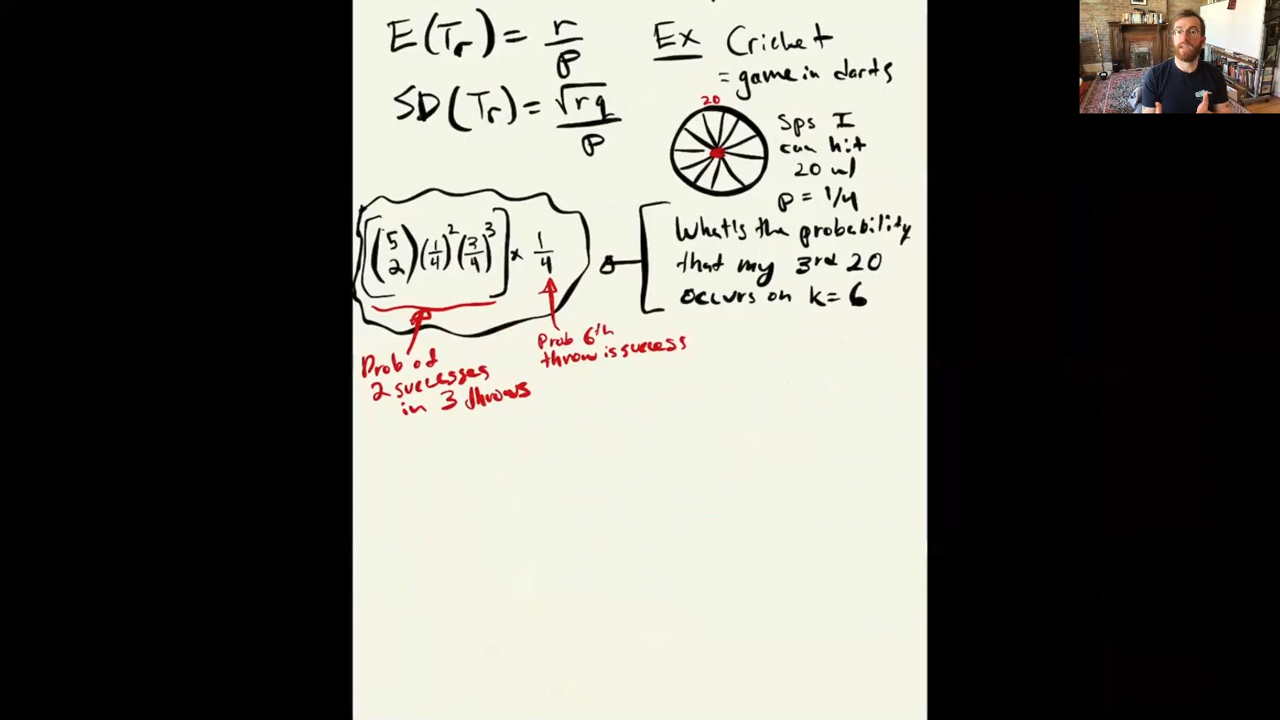 E(Tr) = r/p
SD(Tr) = √rq/p
Ex Cricket
= game in darts
20
Sps I
can hit
20 w/
p = 1/4
[(5 2)(1/4)^2(3/4)^3] × 1/4
What's the probability
that my 3rd 20
occurs on k=6
Prob of
2 successes
in 3 throws
Prob 6th
throw is success